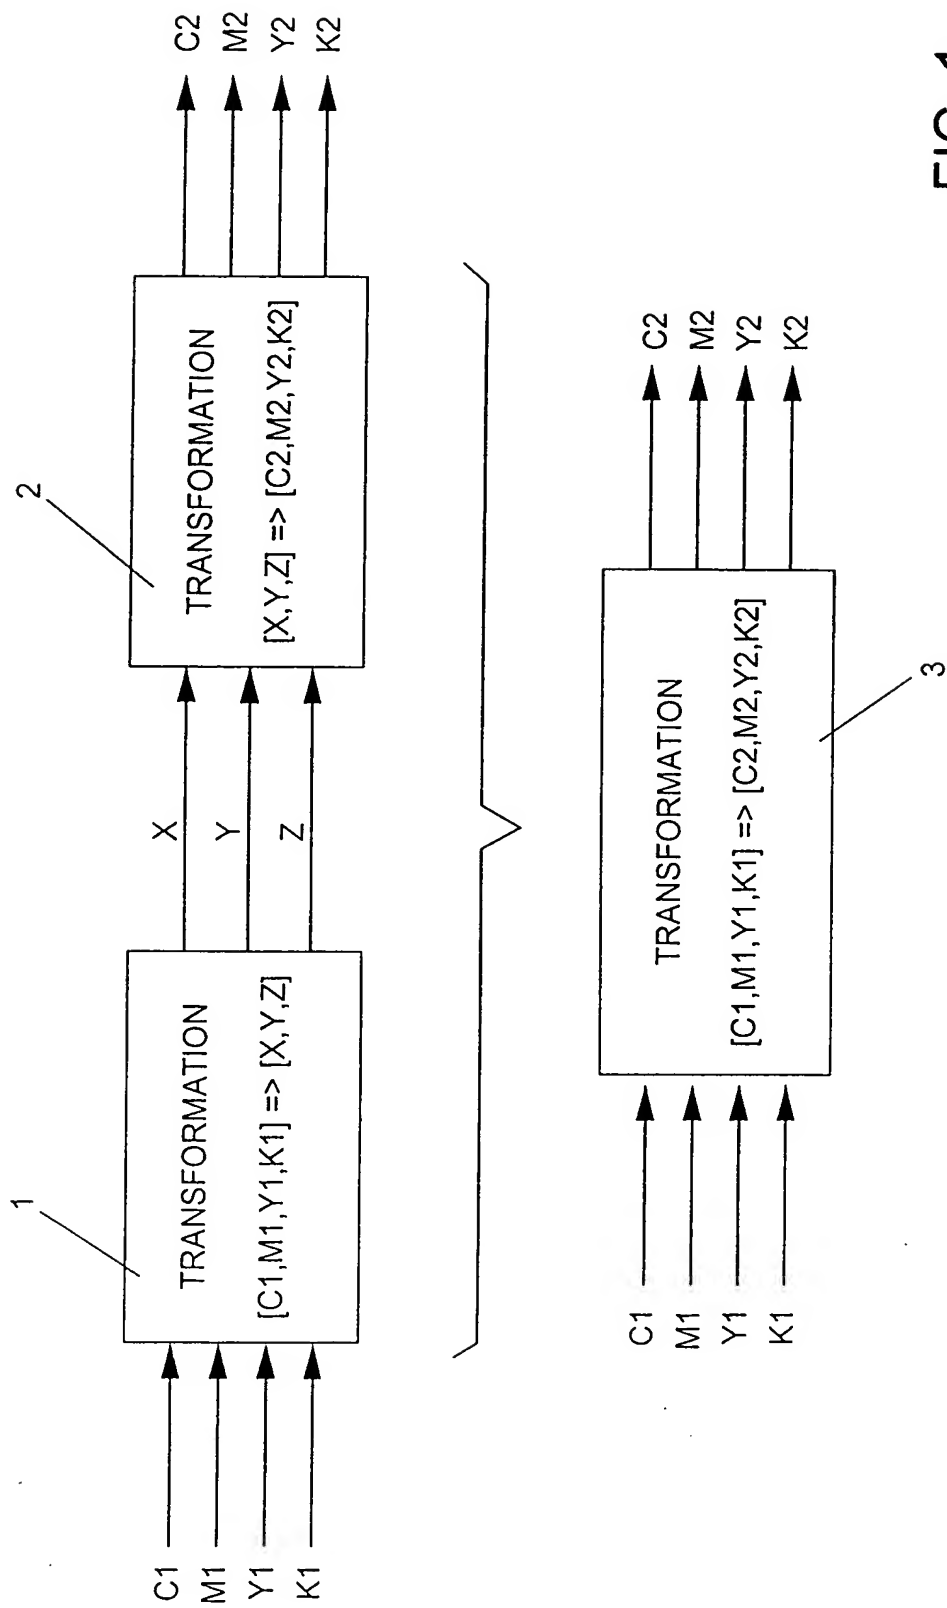 1
2
C1
M1
Y1
K1
TRANSFORMATION
[C1,M1,Y1,K1] => [X,Y,Z]
X
Y
Z
TRANSFORMATION
[X,Y,Z] => [C2,M2,Y2,K2]
C2
M2
Y2
K2
C1
M1
Y1
K1
TRANSFORMATION
[C1,M1,Y1,K1] => [C2,M2,Y2,K2]
C2
M2
Y2
K2
3
FIG. 1